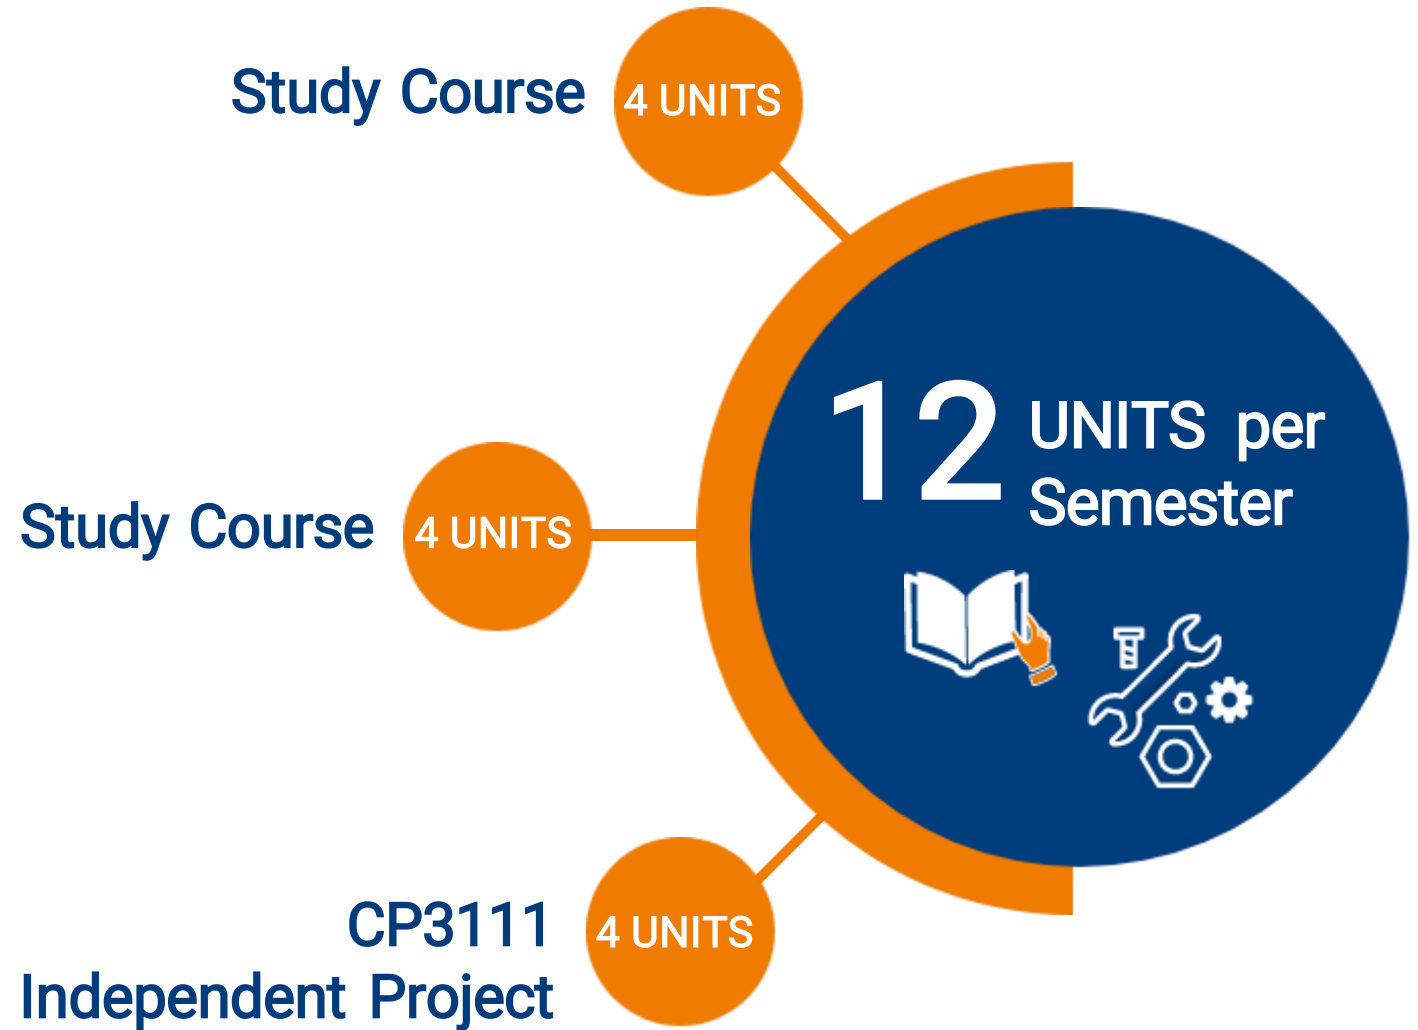 Study Course
4 UNITS
12 UNITS per
Semester
Study Course
4 UNITS
CP3111
Independent Project
4 UNITS